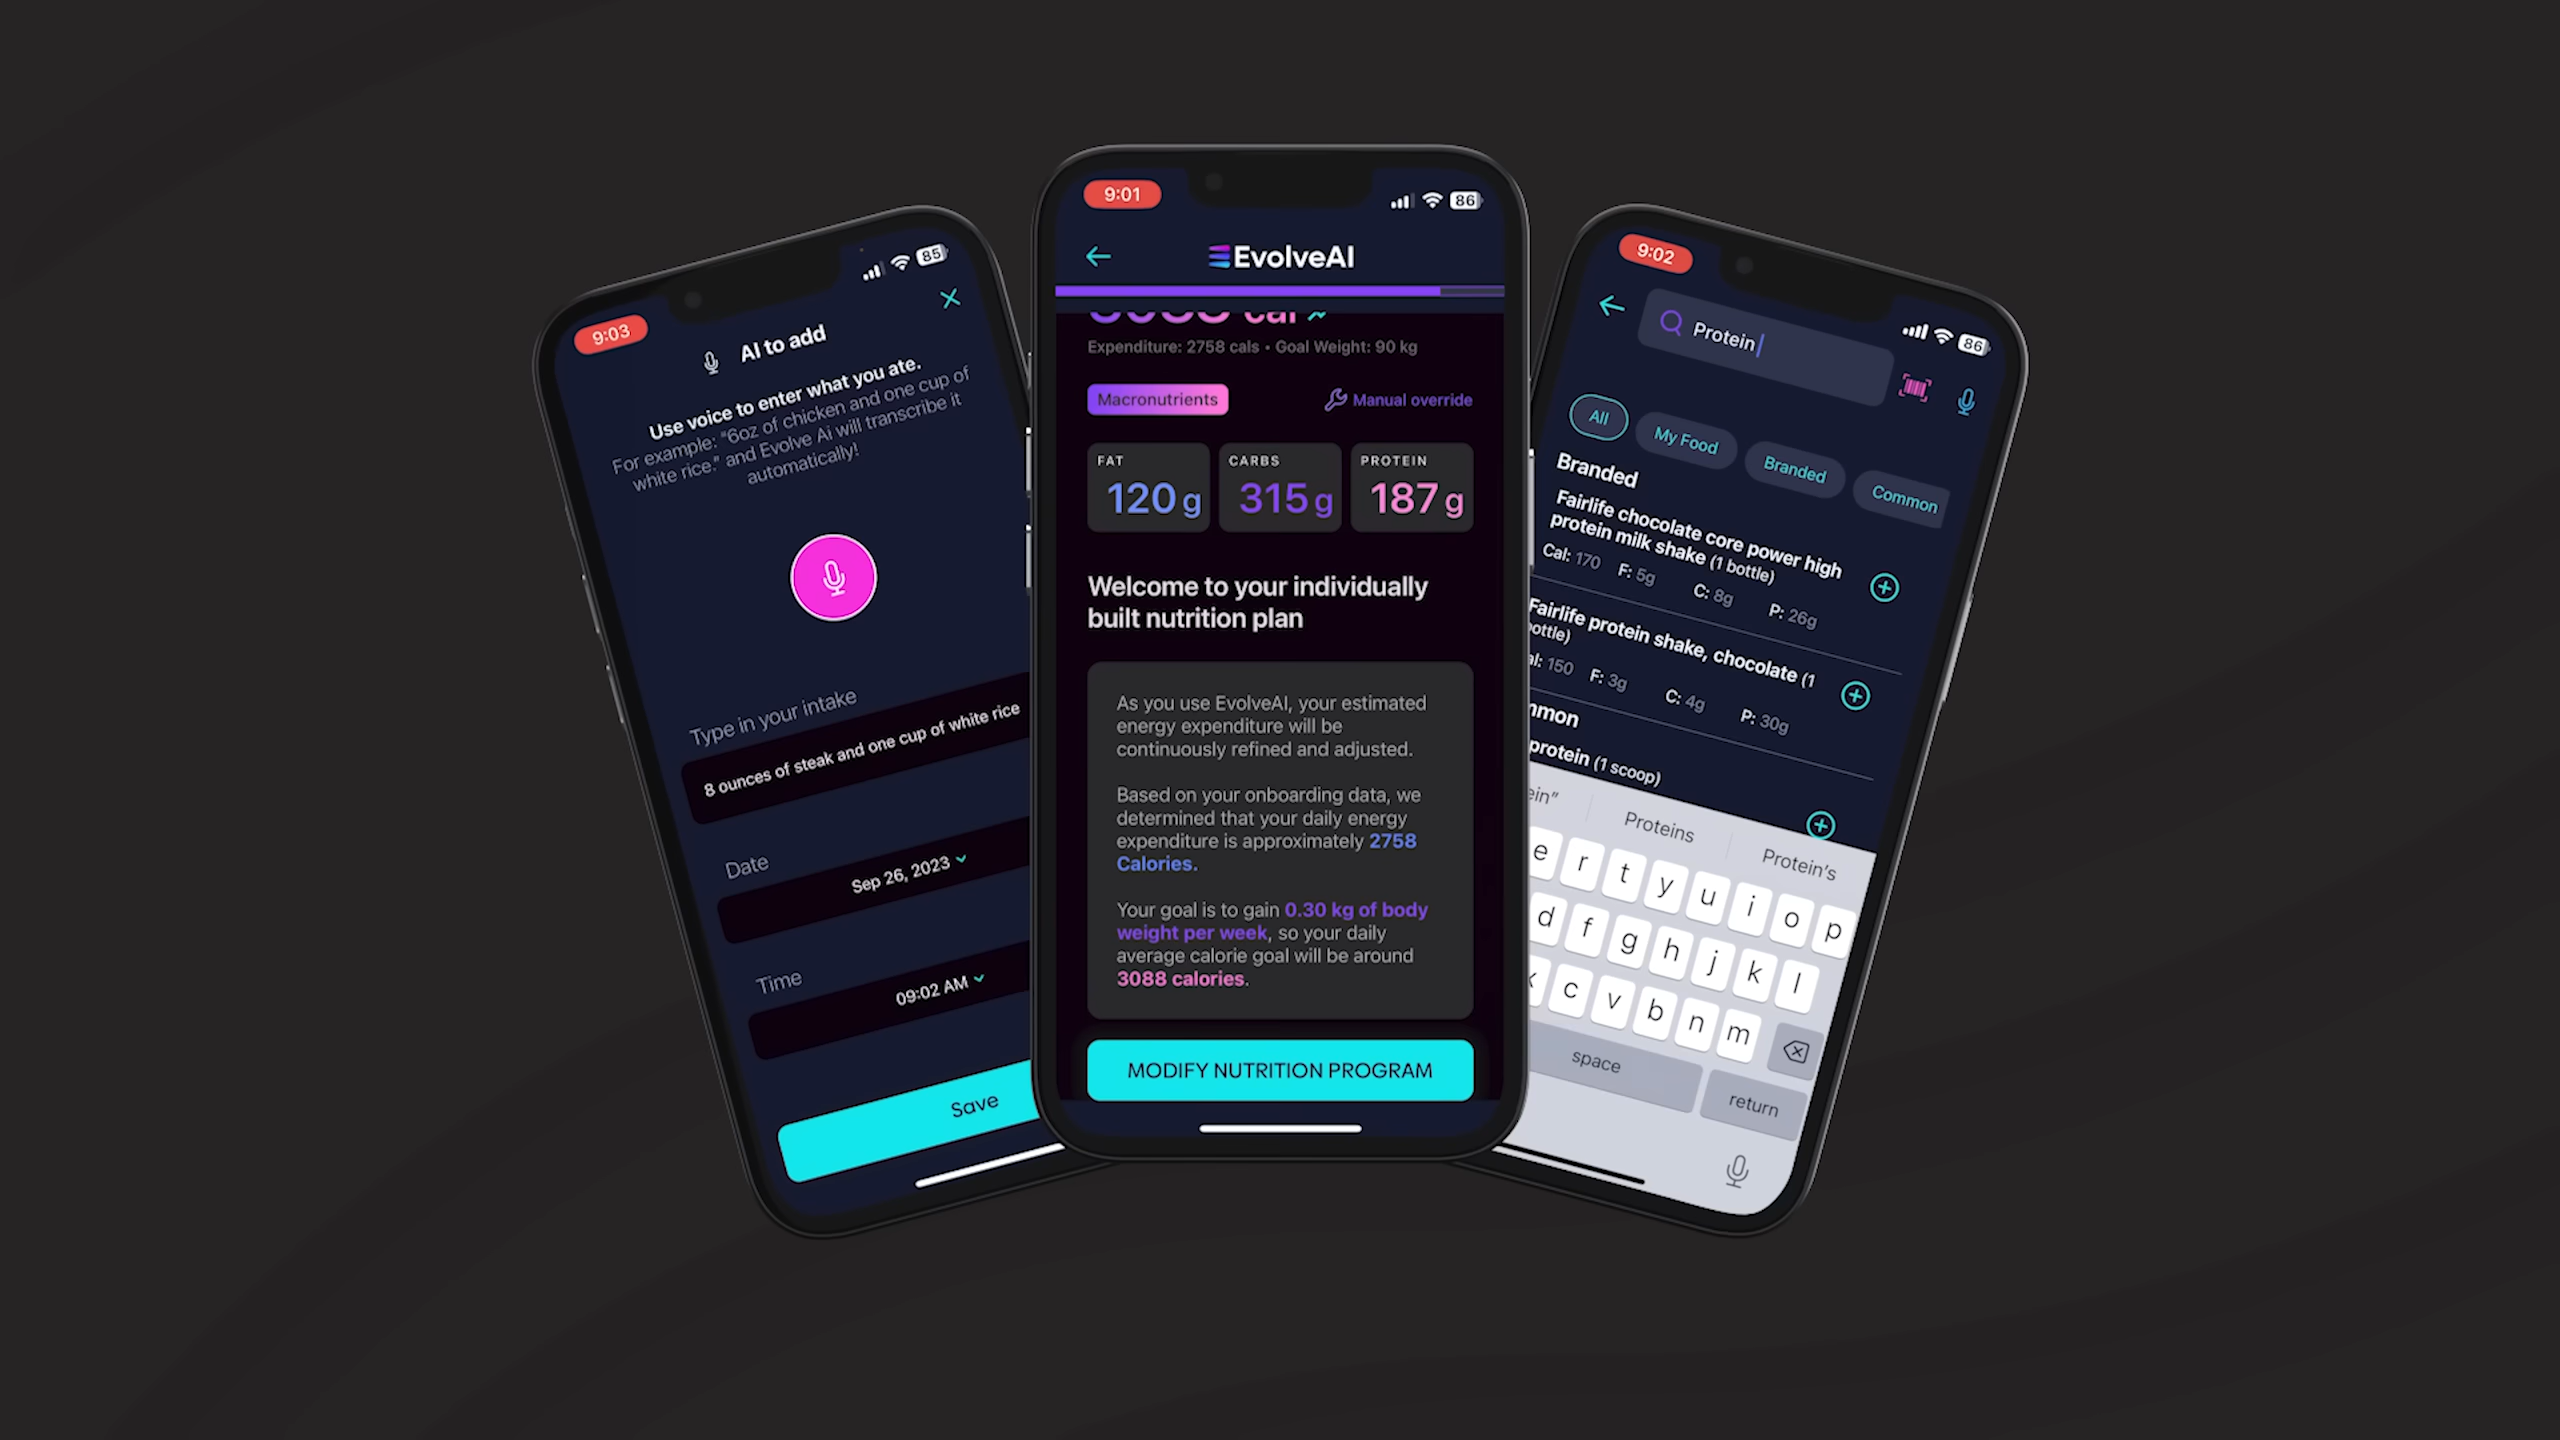 9:03
85
AI to add
Use voice to enter what you ate.
For example: "6oz of chicken and one cup of
white rice." and Evolve Ai will transcribe it
automatically!
Type in your intake
8 ounces of steak and one cup of white rice
Date
Sep 26, 2023
Time
09:02 AM
Save
9:01
86
EvolveAI
cal
Expenditure: 2758 cals • Goal Weight: 90 kg
Macronutrients
Manual override
FAT CARBS PROTEIN
120 g 315 g 187 g
Welcome to your individually
built nutrition plan
As you use EvolveAI, your estimated
energy expenditure will be
continuously refined and adjusted.
Based on your onboarding data, we
determined that your daily energy
expenditure is approximately 2758
Calories.
Your goal is to gain 0.30 kg of body
weight per week, so your daily
average calorie goal will be around
3088 calories.
MODIFY NUTRITION PROGRAM
9:02
86
Protein
All My Food Branded Common
Branded
Fairlife chocolate core power high
protein milk shake (1 bottle)
Cal: 170 F: 5g C: 8g P: 26g
Fairlife protein shake, chocolate (1
150 F: 3g C: 4g P: 30g
protein (1 scoop)
Proteins Protein's
e r t y u i o p
d f g h j k l
c v b n m
space return